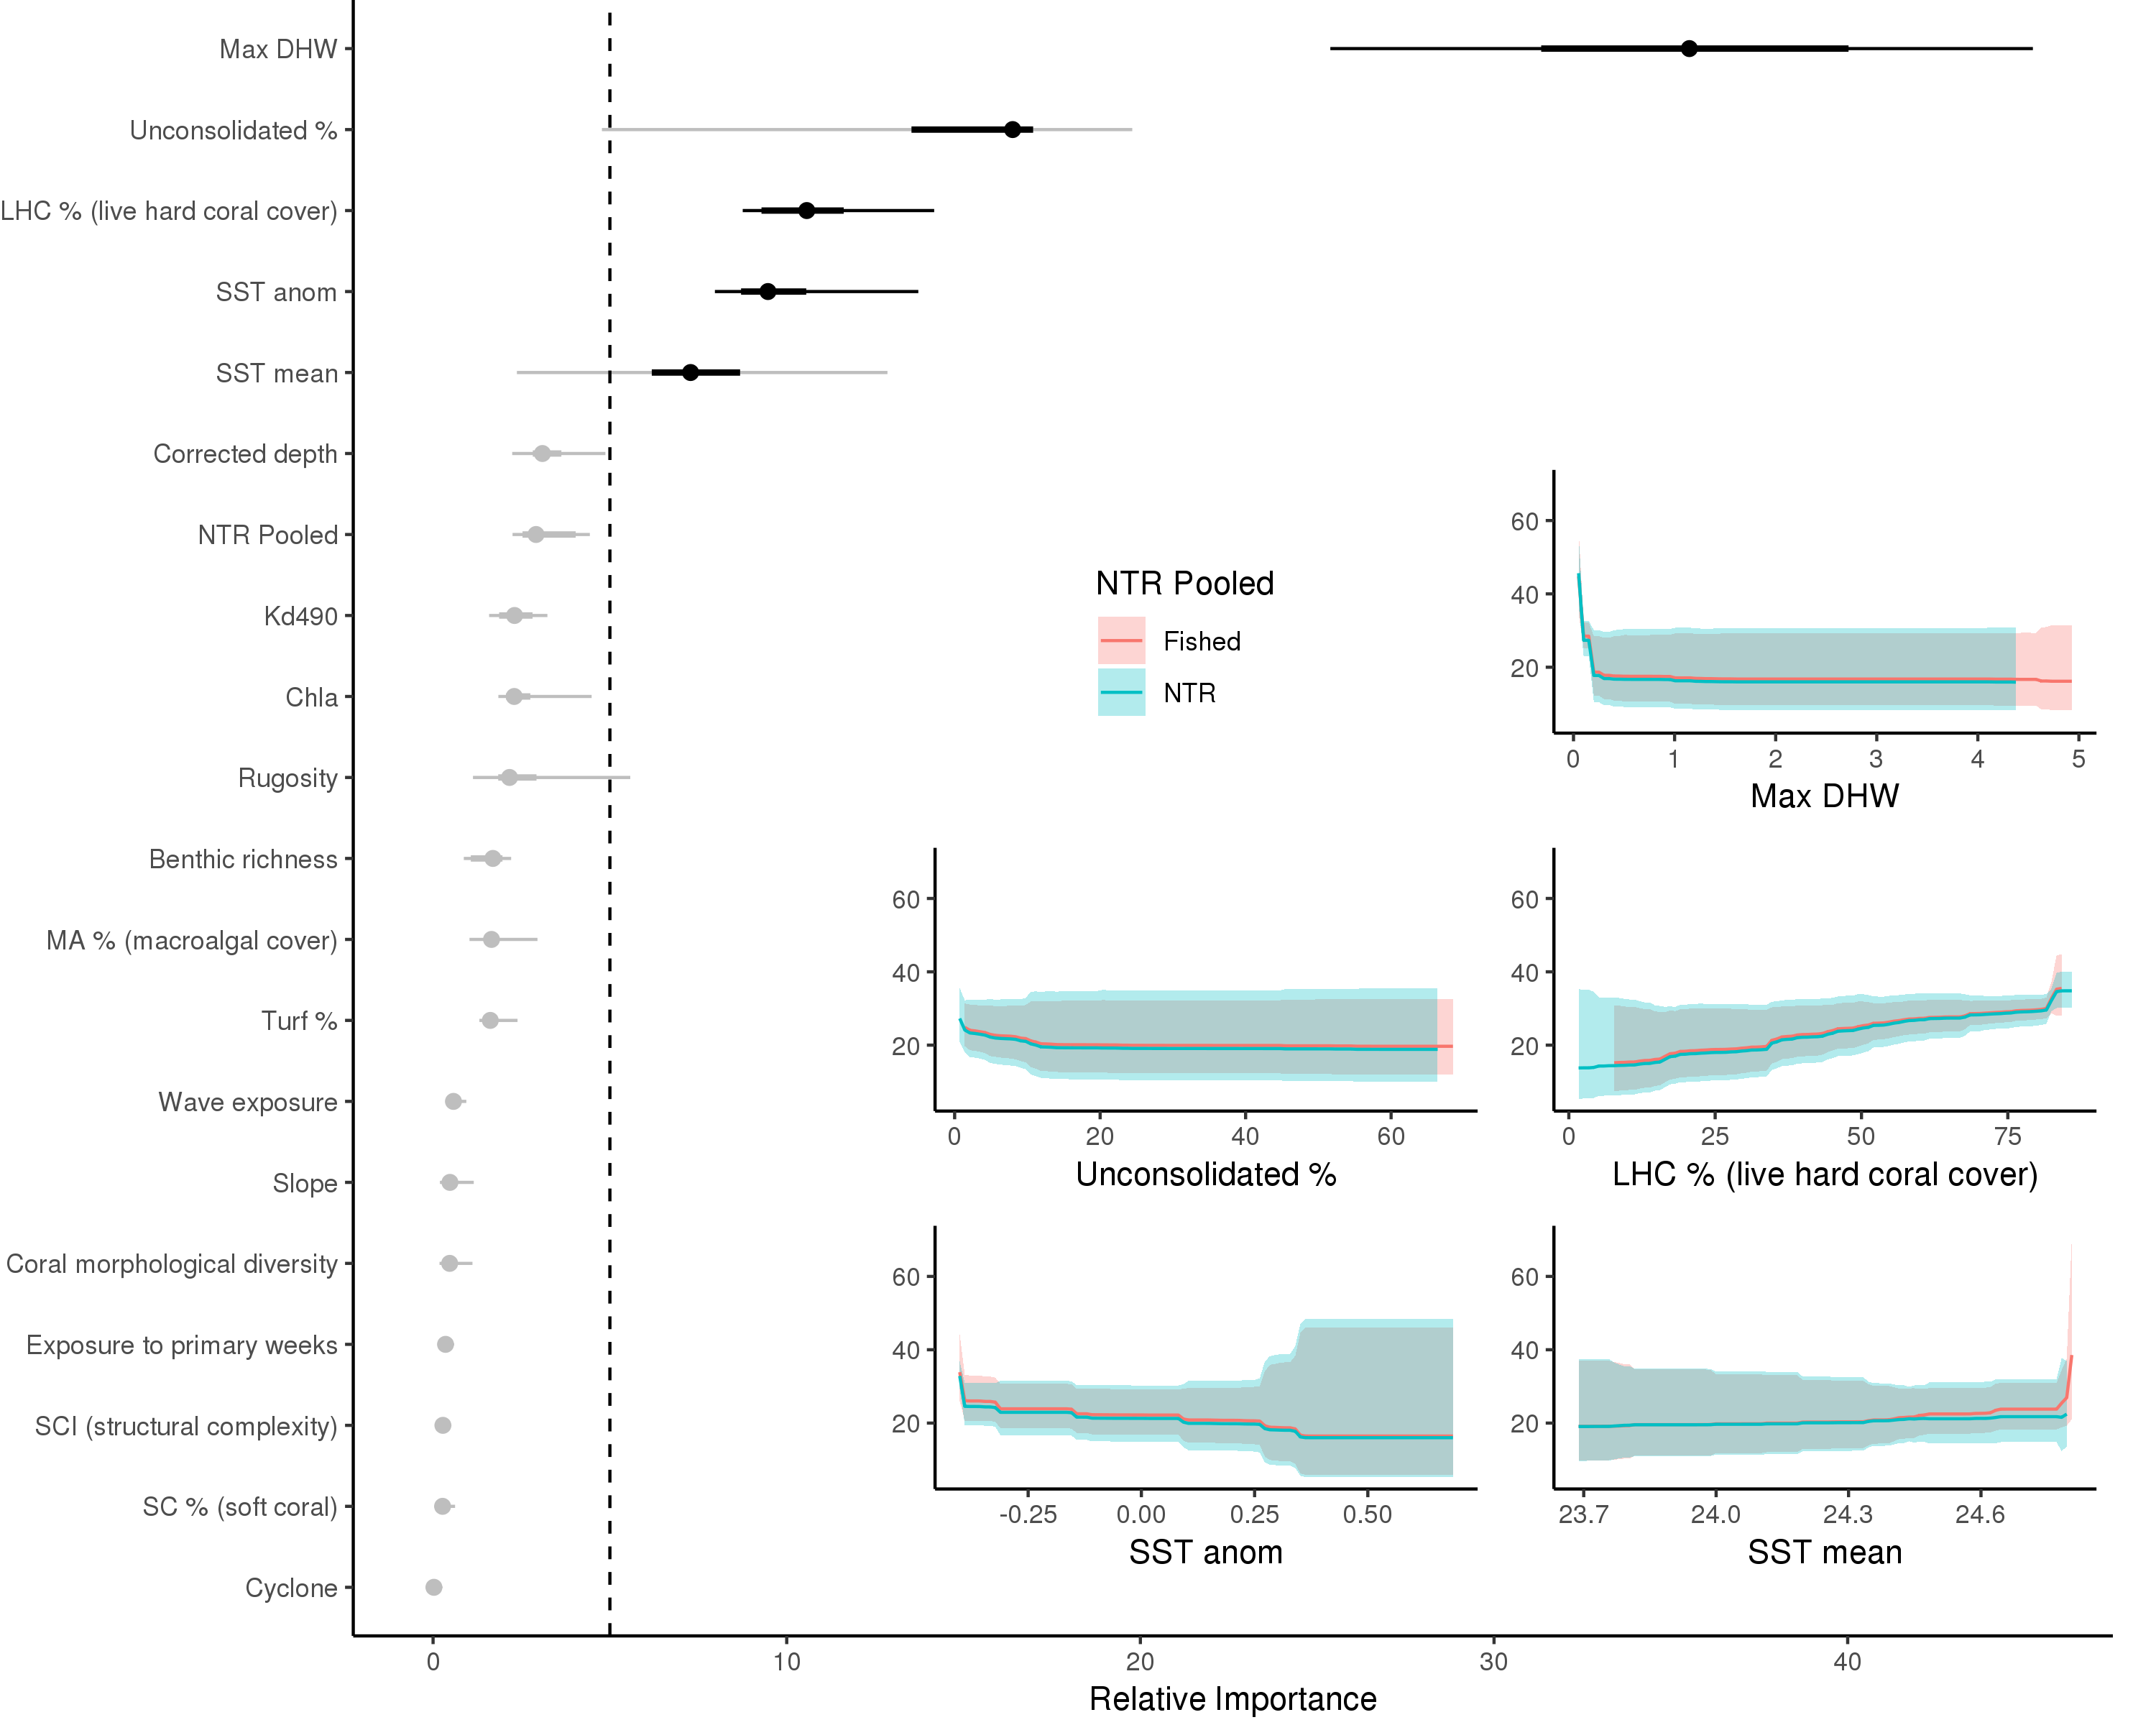 Max DHW
Unconsolidated %
LHC % (live hard coral cover)
SST anom
SST mean
Corrected depth
NTR Pooled
Kd490
Chla
Rugosity
Benthic richness
MA % (macroalgal cover)
Turf %
Wave exposure
Slope
Coral morphological diversity
Exposure to primary weeks
SCI (structural complexity)
SC % (soft coral)
Cyclone
0 10 20 30 40
Relative Importance
NTR Pooled
Fished
NTR
60
40
20
0 1 2 3 4 5
Max DHW
60
40
20
0 20 40 60
Unconsolidated %
60
40
20
0 25 50 75
LHC % (live hard coral cover)
60
40
20
-0.25 0.00 0.25 0.50
SST anom
60
40
20
23.7 24.0 24.3 24.6
SST mean